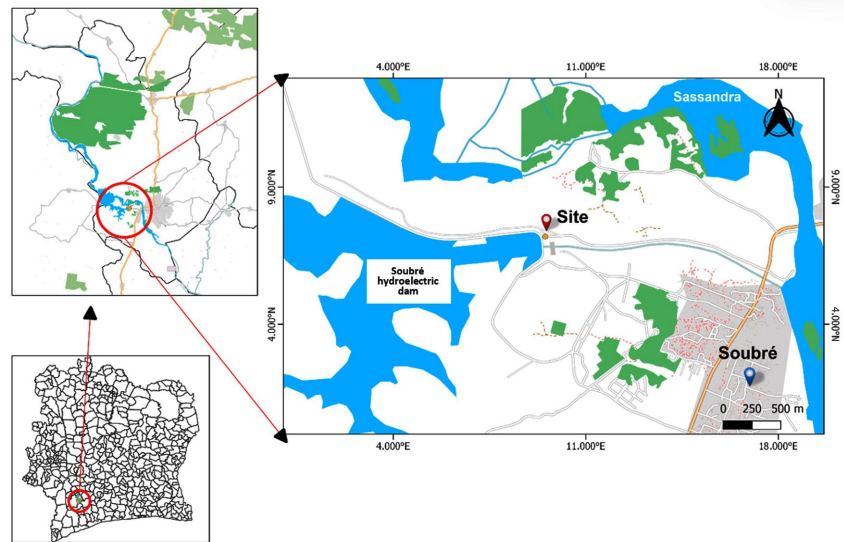 4.000°E 11.000°E 18.000°E
Sassandra
N
9.000°N
9.000°N
Site
Soubré
hydroelectric
dam
4.000°N
4.000°N
Soubré
0 250 500 m
4.000°E 11.000°E 18.000°E